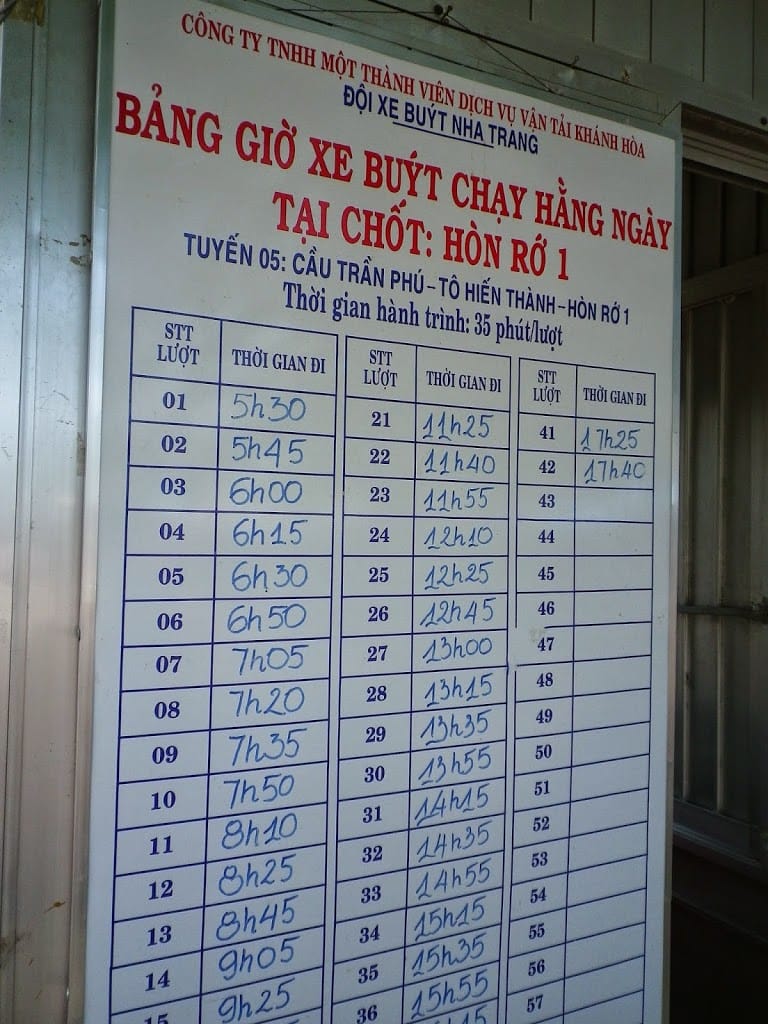 CÔNG TY TNHH MỘT THÀNH VIÊN DỊCH VỤ VẬN TẢI KHÁNH HÒA
ĐỘI XE BUÝT NHA TRANG
BẢNG GIỜ XE BUÝT CHẠY HẰNG NGÀY
TẠI CHỐT: HÒN RỚ 1
TUYẾN 05: CẦU TRẦN PHÚ - TÔ HIẾN THÀNH - HÒN RỚ 1
Thời gian hành trình: 35 phút/lượt
STT LƯỢT THỜI GIAN ĐI STT LƯỢT THỜI GIAN ĐI STT LƯỢT THỜI GIAN ĐI
01 5h30 21 11h25 41 17h25
02 5h45 22 11h40 42 17h40
03 6h00 23 11h55 43
04 6h15 24 12h10 44
05 6h30 25 12h25 45
06 6h50 26 12h45 46
07 7h05 27 13h00 47
08 7h20 28 13h15 48
09 7h35 29 13h35 49
10 7h50 30 13h55 50
11 8h10 31 14h15 51
12 8h25 32 14h35 52
13 8h45 33 14h55 53
14 9h05 34 15h15 54
15 9h25 35 15h35 55
36 15h55 56
57